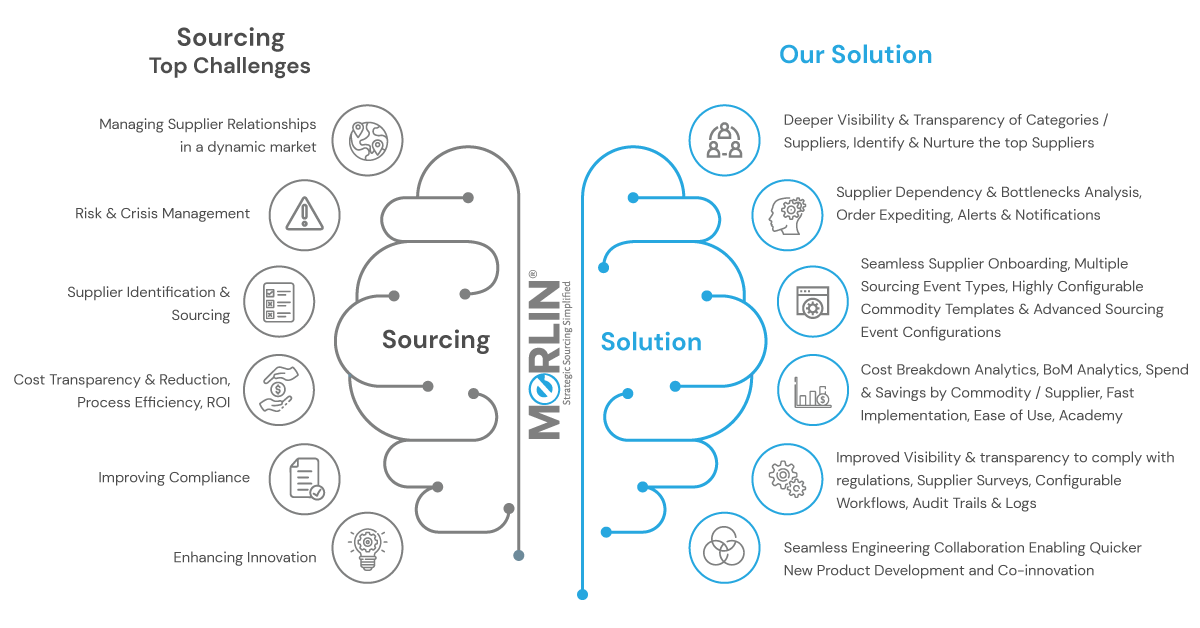 Sourcing
Top Challenges
Managing Supplier Relationships
in a dynamic market
Risk & Crisis Management
Supplier Identification &
Sourcing
Cost Transparency & Reduction,
Process Efficiency, ROI
Improving Compliance
Enhancing Innovation
Sourcing
MeRLIN®
Strategic Sourcing Simplified
Solution
Our Solution
Deeper Visibility & Transparency of Categories /
Suppliers, Identify & Nurture the top Suppliers
Supplier Dependency & Bottlenecks Analysis,
Order Expediting, Alerts & Notifications
Seamless Supplier Onboarding, Multiple
Sourcing Event Types, Highly Configurable
Commodity Templates & Advanced Sourcing
Event Configurations
Cost Breakdown Analytics, BoM Analytics, Spend
& Savings by Commodity / Supplier, Fast
Implementation, Ease of Use, Academy
Improved Visibility & transparency to comply with
regulations, Supplier Surveys, Configurable
Workflows, Audit Trails & Logs
Seamless Engineering Collaboration Enabling Quicker
New Product Development and Co-innovation